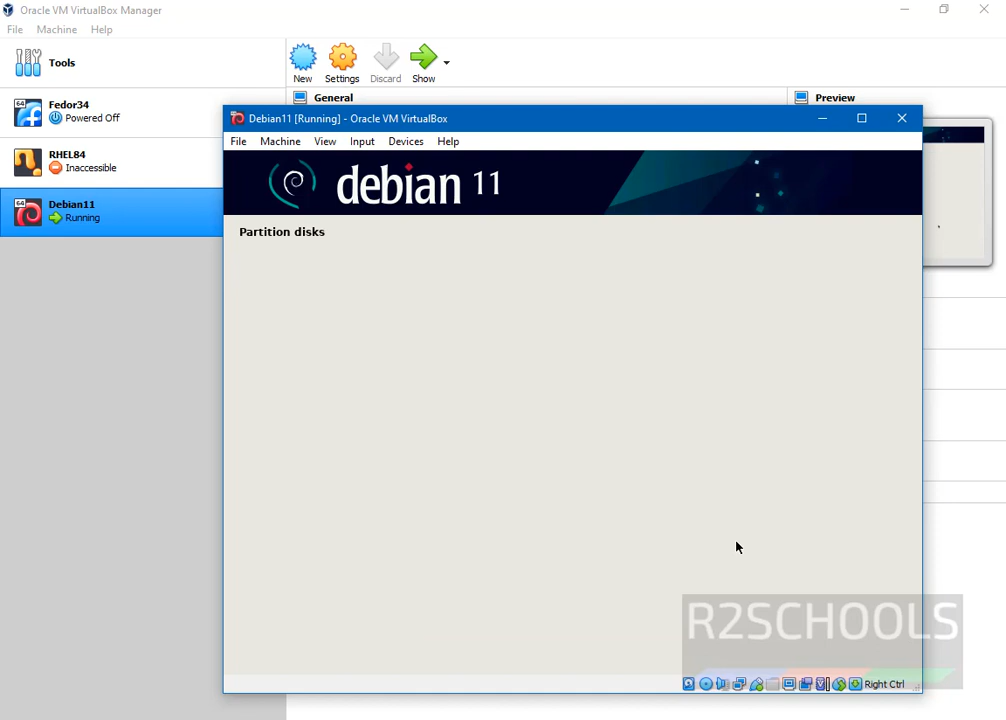 Oracle VM VirtualBox Manager
File Machine Help
Tools
New Settings Discard Show
General
Preview
64
Fedor34
Powered Off
RHEL84
Inaccessible
64
Debian11
Running
Debian11 [Running] - Oracle VM VirtualBox
File Machine View Input Devices Help
debian 11
Partition disks
R2SCHOOLS
Right Ctrl